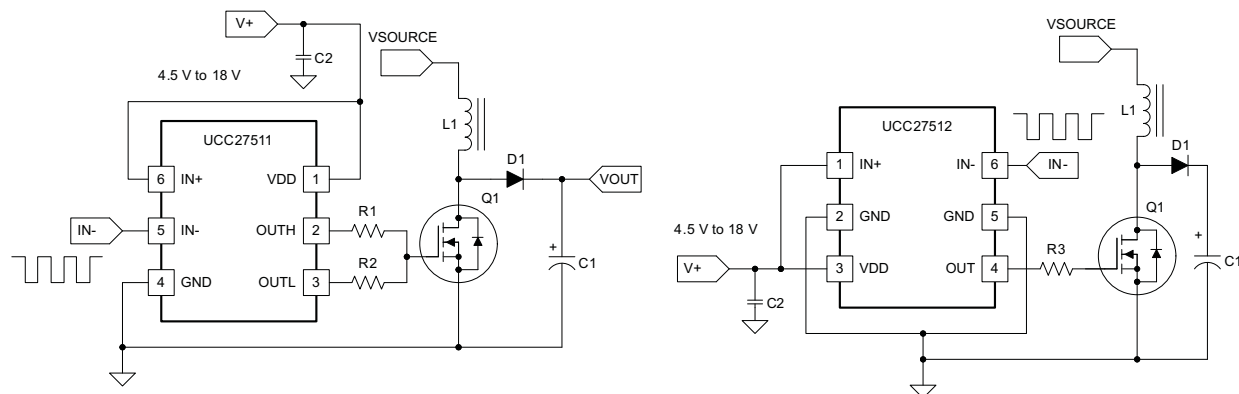 V+
C2
4.5 V to 18 V
VSOURCE
L1
UCC27511
6 IN+
VDD 1
IN-
5 IN-
OUTH 2
R1
4 GND
OUTL 3
R2
D1
VOUT
Q1
+
C1
VSOURCE
L1
UCC27512
1 IN+
IN- 6
IN-
2 GND
GND 5
4.5 V to 18 V
V+
3 VDD
OUT 4
R3
C2
D1
Q1
+
C1